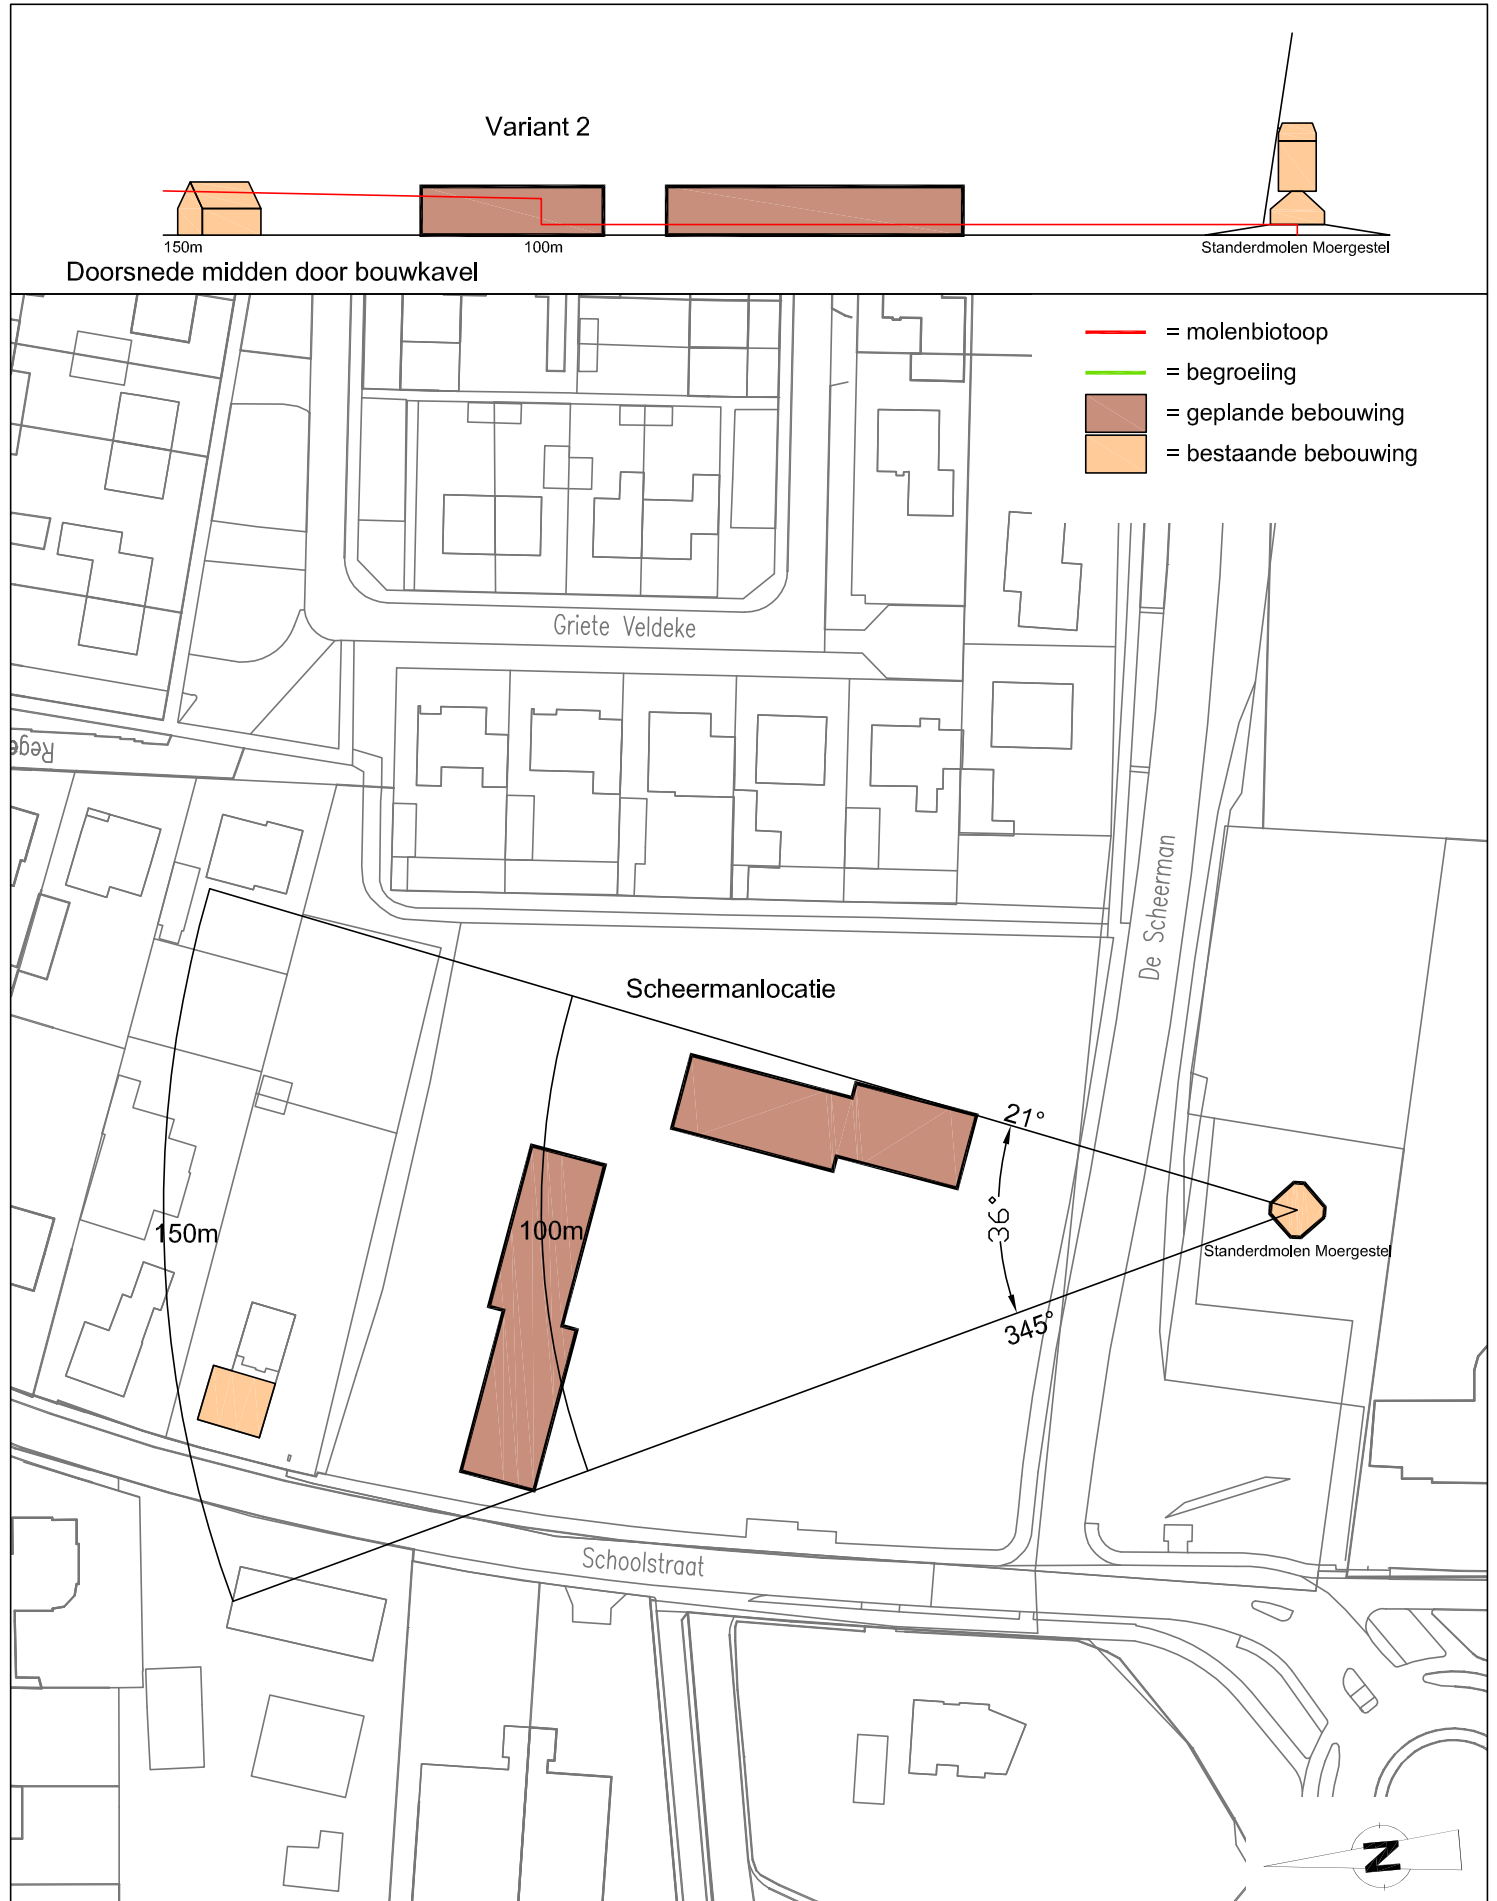 Variant 2
150m
100m
Standerdmolen Moergestel
Doorsnede midden door bouwkavel
= molenbiotoop
= begroeiing
= geplande bebouwing
= bestaande bebouwing
Griete Veldeke
Rege
De Scheerman
Scheermanlocatie
21°
36°
150m
100m
Standerdmolen Moergestel
345°
Schoolstraat
N